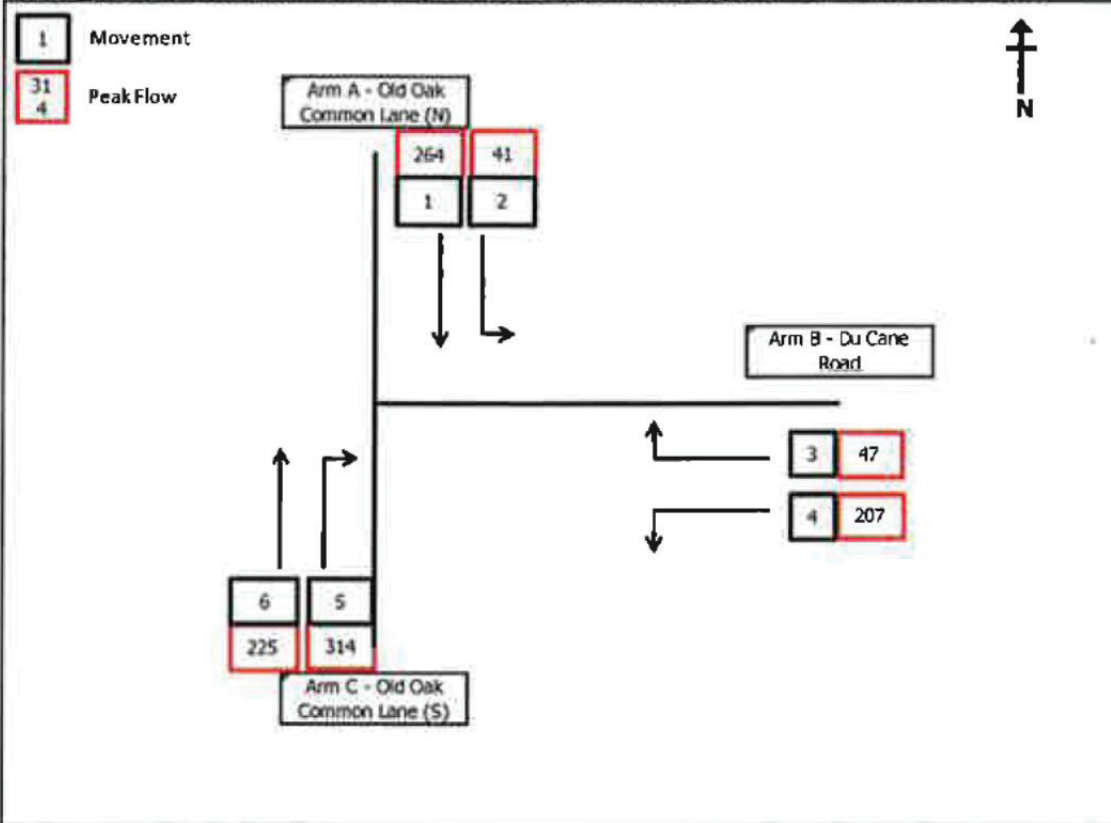 1 Movement
31
4 Peak Flow
N
Arm A - Old Oak
Common Lane (N)
264 41
1 2
Arm B - Du Cane
Road
3 47
4 207
6 5
225 314
Arm C - Old Oak
Common Lane (S)